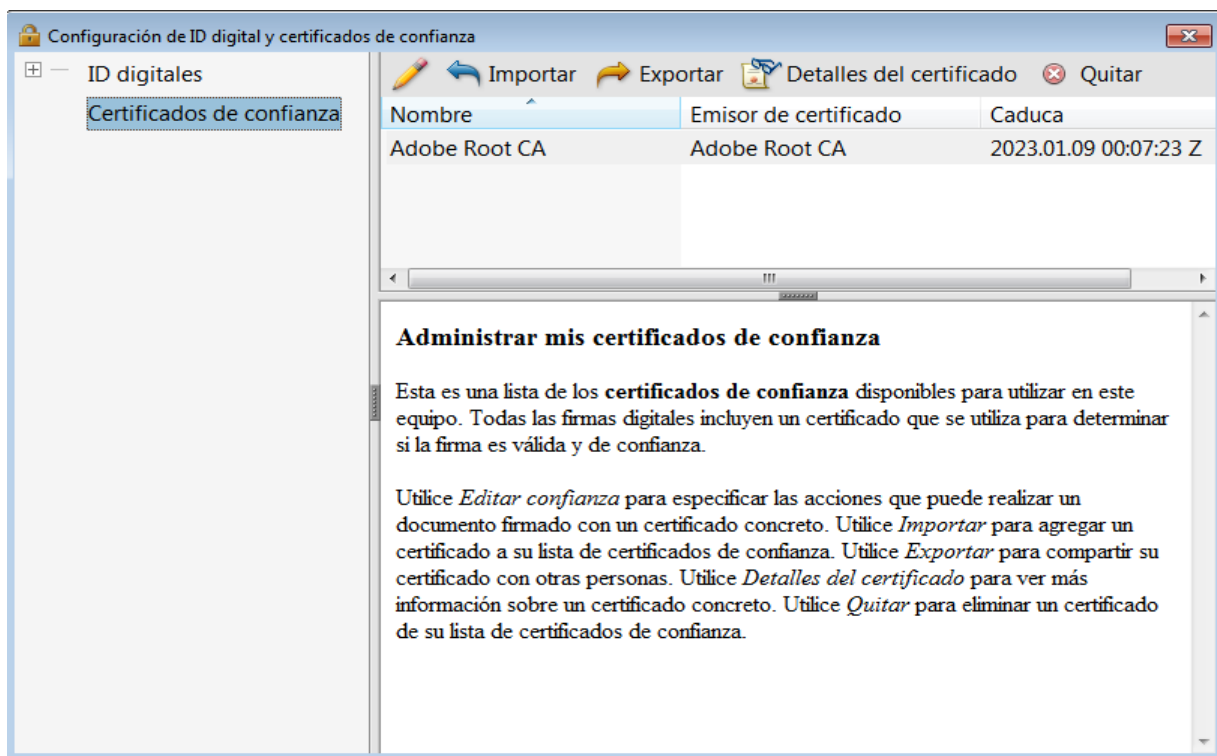 Configuración de ID digital y certificados de confianza
ID digitales
Certificados de confianza
Importar Exportar Detalles del certificado Quitar
Nombre Emisor de certificado Caduca
Adobe Root CA Adobe Root CA 2023.01.09 00:07:23 Z
Administrar mis certificados de confianza
Esta es una lista de los certificados de confianza disponibles para utilizar en este
equipo. Todas las firmas digitales incluyen un certificado que se utiliza para determinar
si la firma es válida y de confianza.
Utilice Editar confianza para especificar las acciones que puede realizar un
documento firmado con un certificado concreto. Utilice Importar para agregar un
certificado a su lista de certificados de confianza. Utilice Exportar para compartir su
certificado con otras personas. Utilice Detalles del certificado para ver más
información sobre un certificado concreto. Utilice Quitar para eliminar un certificado
de su lista de certificados de confianza.